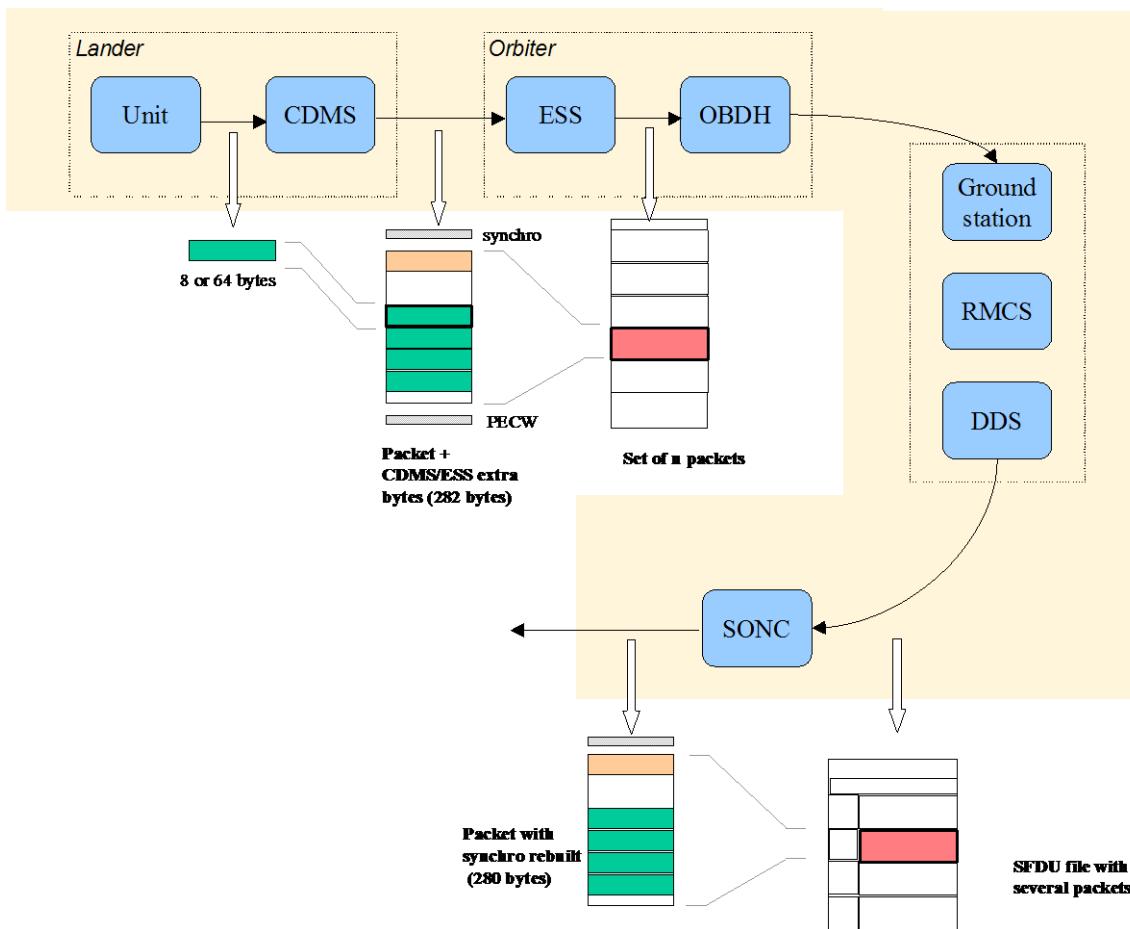 Lander
Orbiter
Unit
CDMS
ESS
OBDH
Ground
station
RMCS
DDS
synchro
8 or 64 bytes
PECW
Packet +
CDMS/ESS extra
bytes (282 bytes)
Set of n packets
SONC
Packet with
synchro rebuilt
(280 bytes)
SFDU file with
several packets